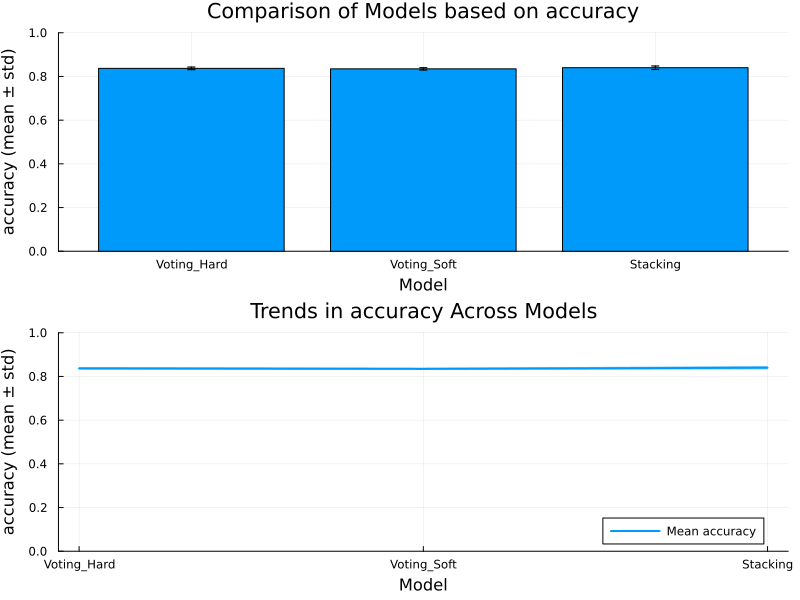 Comparison of Models based on accuracy
accuracy (mean ± std)
1.0
0.8
0.6
0.4
0.2
0.0
Voting_Hard
Voting_Soft
Stacking
Model
Trends in accuracy Across Models
accuracy (mean ± std)
1.0
0.8
0.6
0.4
0.2
0.0
Mean accuracy
Voting_Hard
Voting_Soft
Stacking
Model